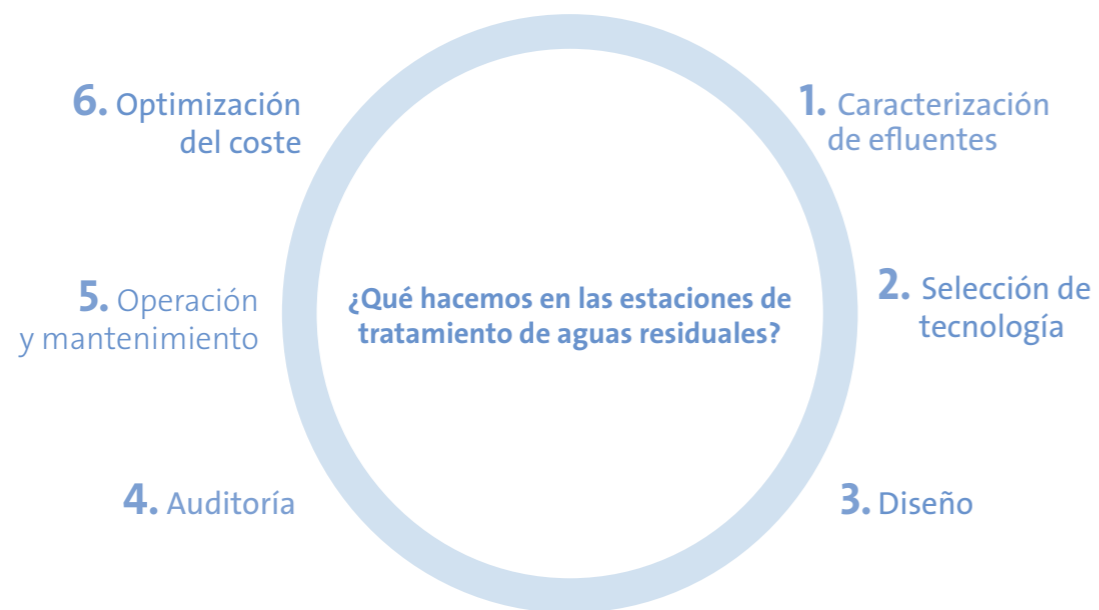 ¿Qué hacemos en las estaciones de
tratamiento de aguas residuales?
1. Caracterización
de efluentes
2. Selección de
tecnología
3. Diseño
4. Auditoría
5. Operación
y mantenimiento
6. Optimización
del coste